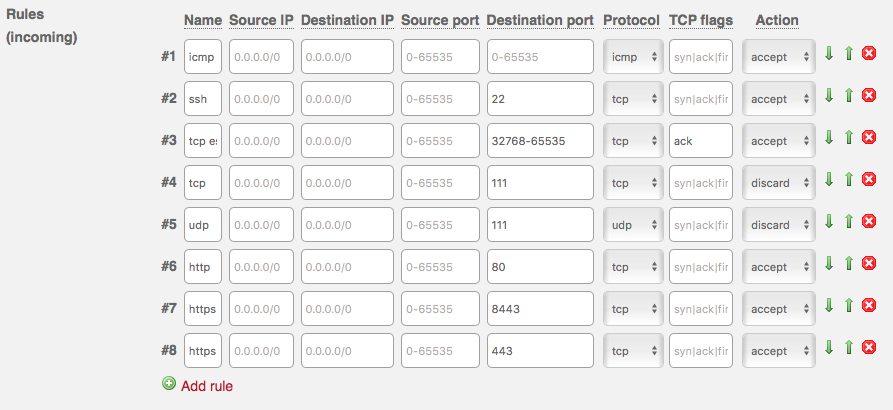 Rules
(incoming)
Name Source IP Destination IP Source port Destination port Protocol TCP flags Action
#1 icmp 0.0.0.0/0 0.0.0.0/0 0-65535 0-65535 icmp syn|ack|fir accept
#2 ssh 0.0.0.0/0 0.0.0.0/0 0-65535 22 tcp syn|ack|fir accept
#3 tcp es 0.0.0.0/0 0.0.0.0/0 0-65535 32768-65535 tcp ack accept
#4 tcp 0.0.0.0/0 0.0.0.0/0 0-65535 111 tcp syn|ack|fir discard
#5 udp 0.0.0.0/0 0.0.0.0/0 0-65535 111 udp syn|ack|fir discard
#6 http 0.0.0.0/0 0.0.0.0/0 0-65535 80 tcp syn|ack|fir accept
#7 https 0.0.0.0/0 0.0.0.0/0 0-65535 8443 tcp syn|ack|fir accept
#8 https 0.0.0.0/0 0.0.0.0/0 0-65535 443 tcp syn|ack|fir accept
Add rule